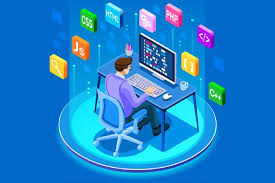 CSS
HTML
PHP
</>
Js
{}
C++